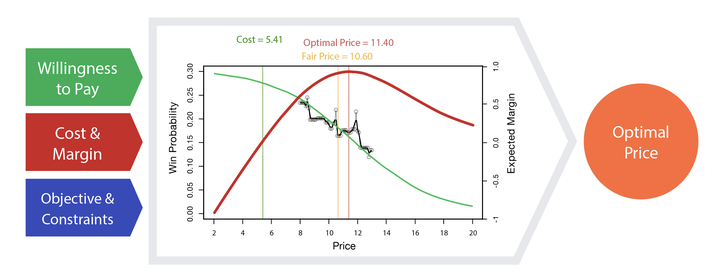 Willingness
to Pay
Cost &
Margin
Objective &
Constraints
Cost = 5.41
Optimal Price = 11.40
Fair Price = 10.60
Win Probability
0.30
0.25
0.20
0.15
0.10
0.05
0.00
2 4 6 8 10 12 14 16 18 20
Price
1.0
0.5
0.0
-0.5
-1
Expected Margin
Optimal
Price